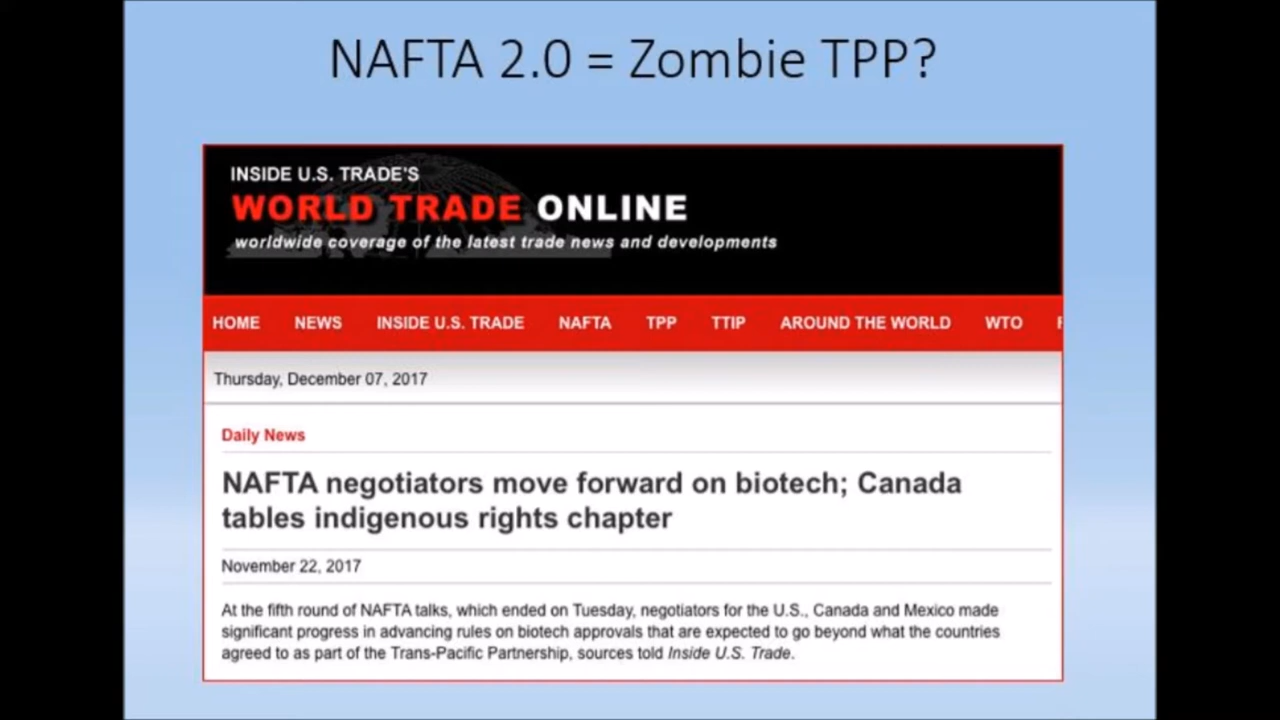 NAFTA 2.0 = Zombie TPP?
INSIDE U.S. TRADE'S
WORLD TRADE ONLINE
worldwide coverage of the latest trade news and developments
HOME NEWS INSIDE U.S. TRADE NAFTA TPP TTIP AROUND THE WORLD WTO
Thursday, December 07, 2017
Daily News
NAFTA negotiators move forward on biotech; Canada
tables indigenous rights chapter
November 22, 2017
At the fifth round of NAFTA talks, which ended on Tuesday, negotiators for the U.S., Canada and Mexico made
significant progress in advancing rules on biotech approvals that are expected to go beyond what the countries
agreed to as part of the Trans-Pacific Partnership, sources told Inside U.S. Trade.